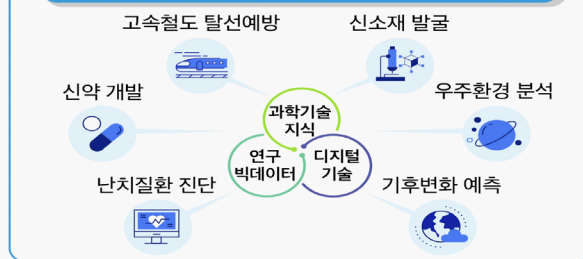 고속철도 탈선예방
신소재 발굴
신약 개발
우주환경 분석
과학기술
지식
연구
빅데이터
디지털
기술
난치질환 진단
기후변화 예측